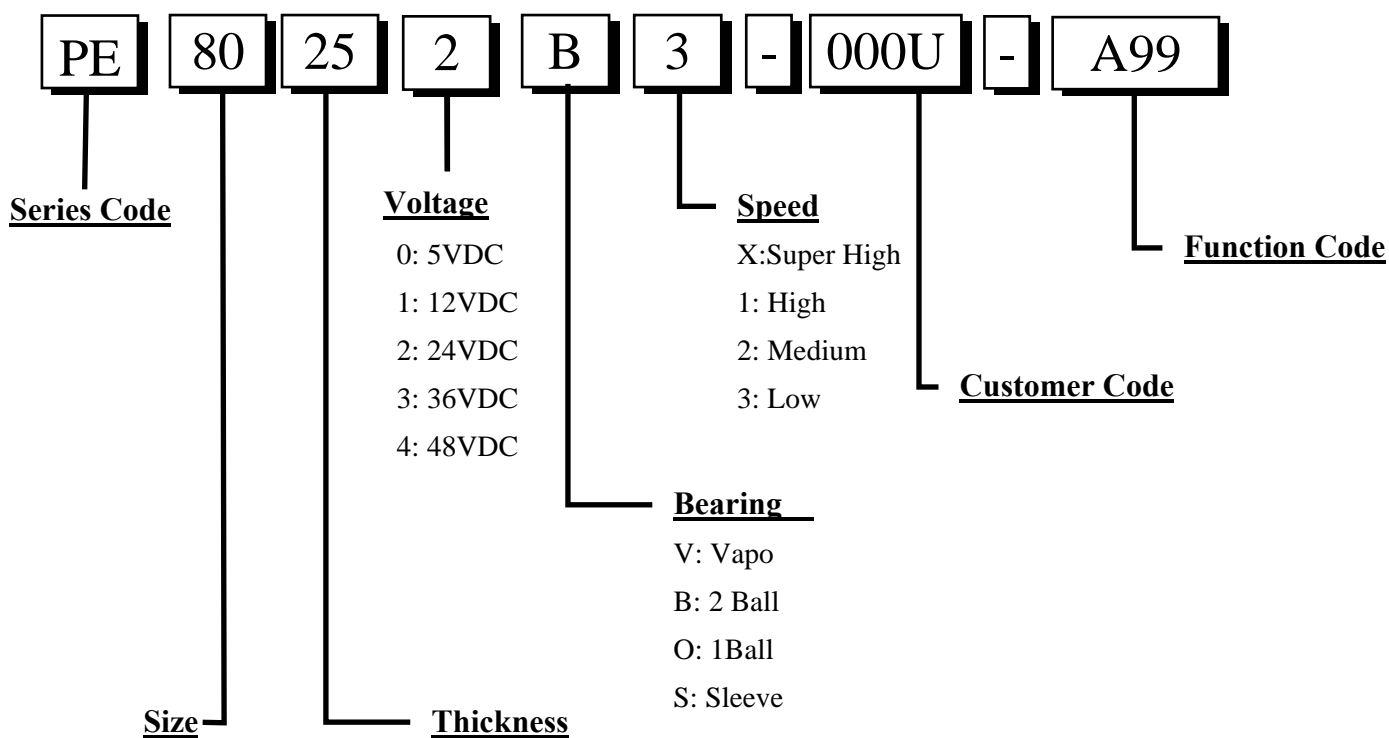 PE 80 25 2 B 3 - 000U - A99
Series Code
Voltage
0: 5VDC
1: 12VDC
2: 24VDC
3: 36VDC
4: 48VDC
Speed
X:Super High
1: High
2: Medium
3: Low
Function Code
Customer Code
Bearing
V: Vapo
B: 2 Ball
O: 1Ball
S: Sleeve
Size
Thickness